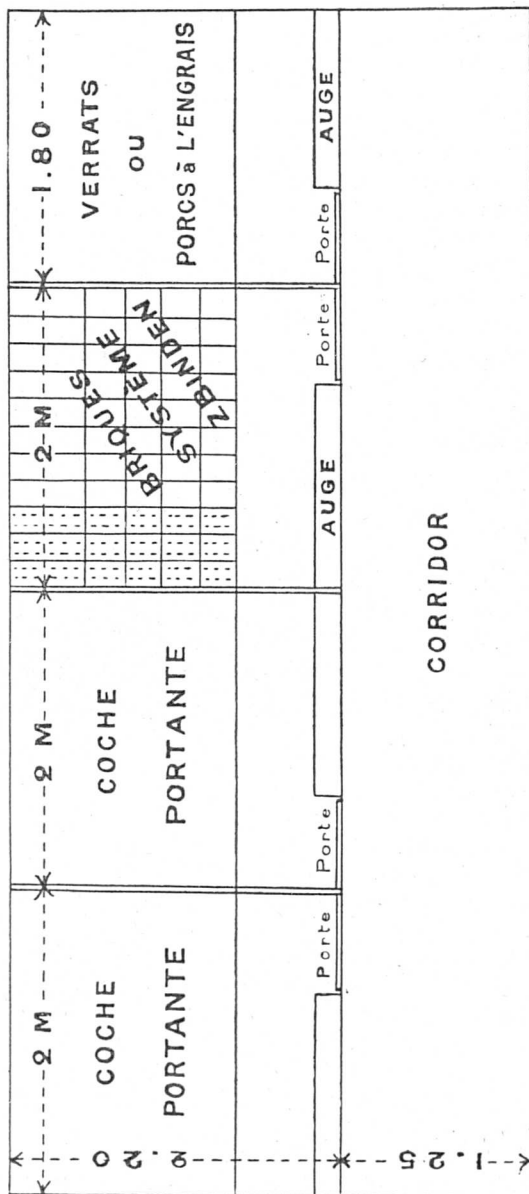 2 M
COCHE
PORTANTE
Porte
2 M
COCHE
PORTANTE
Porte
2 M
BRIQUES
SYSTÈME
ZBINDEN
AUGE
Porte
1.80
VERRATS
OU
PORCS à L'ENGRAIS
Porte
AUGE
2.20
1.25
CORRIDOR